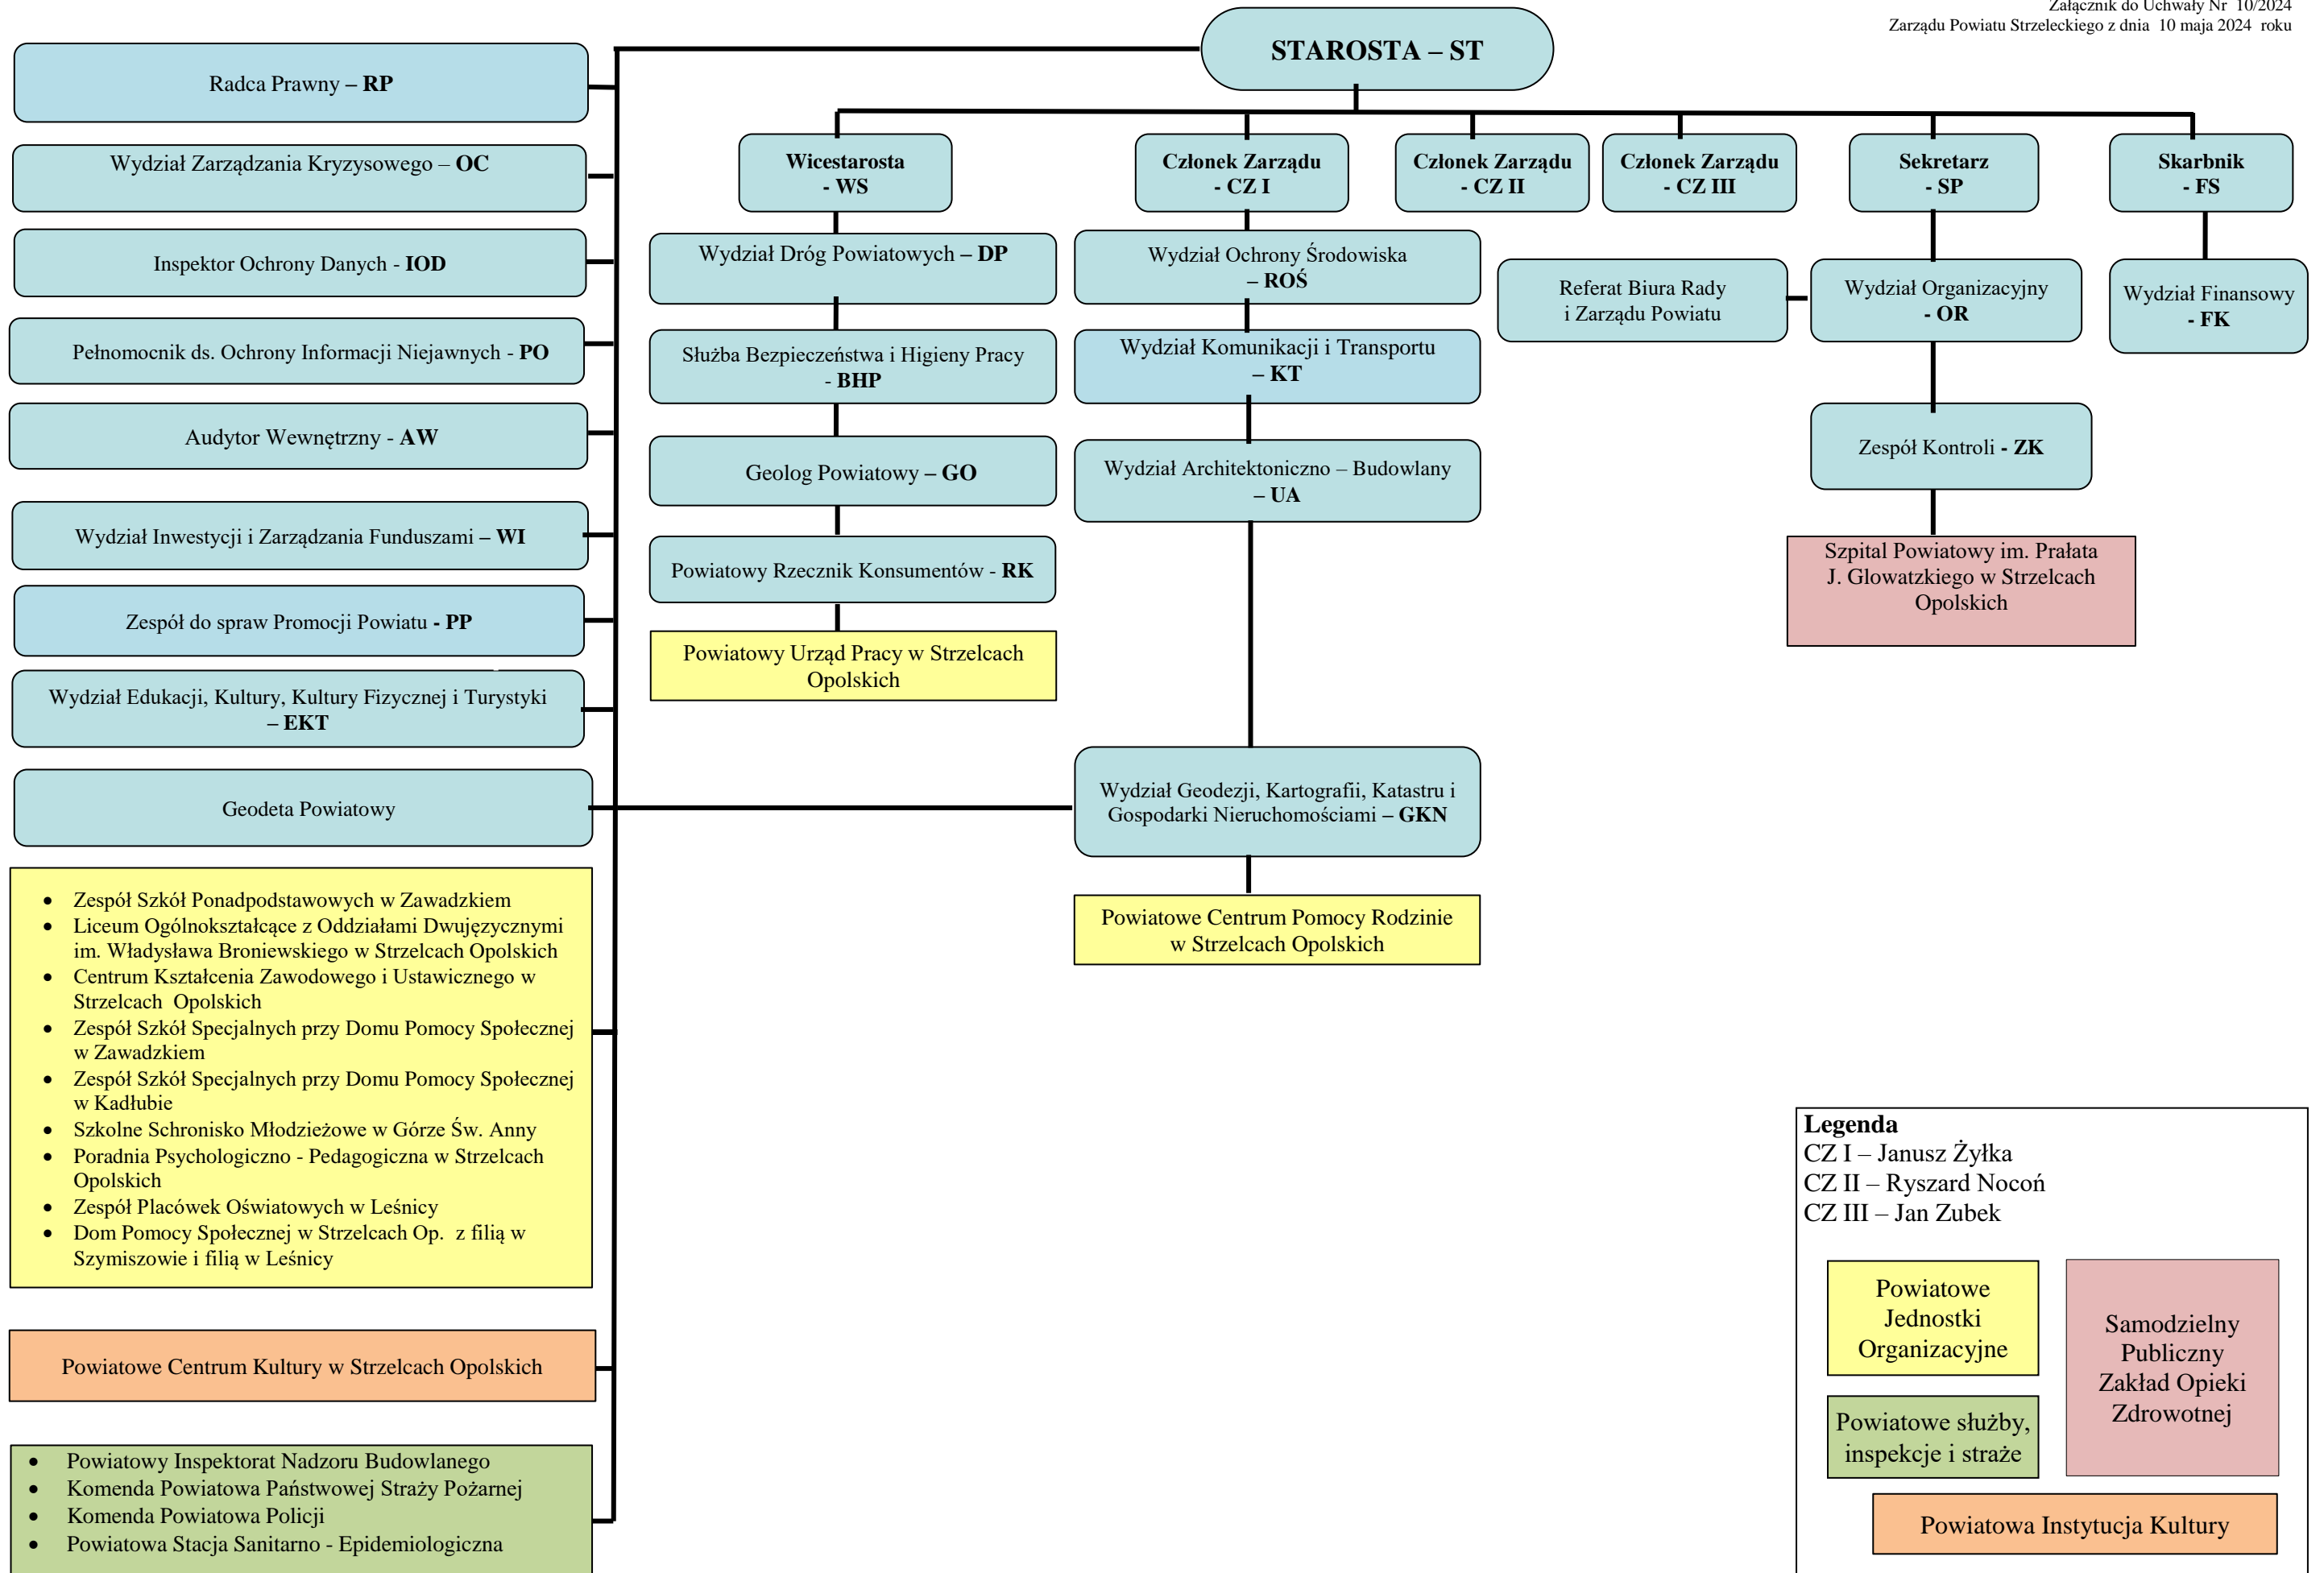 Załącznik do Uchwały Nr 10/2024
Zarządu Powiatu Strzeleckiego z dnia 10 maja 2024 roku
STAROSTA – ST
Radca Prawny – RP
Wydział Zarządzania Kryzysowego – OC
Inspektor Ochrony Danych - IOD
Pełnomocnik ds. Ochrony Informacji Niejawnych - PO
Audytor Wewnętrzny - AW
Wydział Inwestycji i Zarządzania Funduszami – WI
Zespół do spraw Promocji Powiatu - PP
Wydział Edukacji, Kultury, Kultury Fizycznej i Turystyki
– EKT
Geodeta Powiatowy
• Zespół Szkół Ponadpodstawowych w Zawadzkiem
• Liceum Ogólnokształcące z Oddziałami Dwujęzycznymi
im. Władysława Broniewskiego w Strzelcach Opolskich
• Centrum Kształcenia Zawodowego i Ustawicznego w
Strzelcach Opolskich
• Zespół Szkół Specjalnych przy Domu Pomocy Społecznej
w Zawadzkiem
• Zespół Szkół Specjalnych przy Domu Pomocy Społecznej
w Kadłubie
• Szkolne Schronisko Młodzieżowe w Górze Św. Anny
• Poradnia Psychologiczno - Pedagogiczna w Strzelcach
Opolskich
• Zespół Placówek Oświatowych w Leśnicy
• Dom Pomocy Społecznej w Strzelcach Op. z filią w
Szymiszowie i filią w Leśnicy
Powiatowe Centrum Kultury w Strzelcach Opolskich
• Powiatowy Inspektorat Nadzoru Budowlanego
• Komenda Powiatowa Państwowej Straży Pożarnej
• Komenda Powiatowa Policji
• Powiatowa Stacja Sanitarno - Epidemiologiczna
Wicestarosta
- WS
Wydział Dróg Powiatowych – DP
Służba Bezpieczeństwa i Higieny Pracy
- BHP
Geolog Powiatowy – GO
Powiatowy Rzecznik Konsumentów - RK
Powiatowy Urząd Pracy w Strzelcach
Opolskich
Członek Zarządu
- CZ I
Wydział Ochrony Środowiska
– ROŚ
Wydział Komunikacji i Transportu
– KT
Wydział Architektoniczno – Budowlany
– UA
Wydział Geodezji, Kartografii, Katastru i
Gospodarki Nieruchomościami – GKN
Powiatowe Centrum Pomocy Rodzinie
w Strzelcach Opolskich
Członek Zarządu
- CZ II
Członek Zarządu
- CZ III
Sekretarz
- SP
Referat Biura Rady
i Zarządu Powiatu
Wydział Organizacyjny
- OR
Zespół Kontroli - ZK
Szpital Powiatowy im. Prałata
J. Glowatzkiego w Strzelcach
Opolskich
Skarbnik
- FS
Wydział Finansowy
- FK
Legenda
CZ I – Janusz Żyłka
CZ II – Ryszard Nocoń
CZ III – Jan Zubek
Powiatowe
Jednostki
Organizacyjne
Samodzielny
Publiczny
Zakład Opieki
Zdrowotnej
Powiatowe służby,
inspekcje i straże
Powiatowa Instytucja Kultury